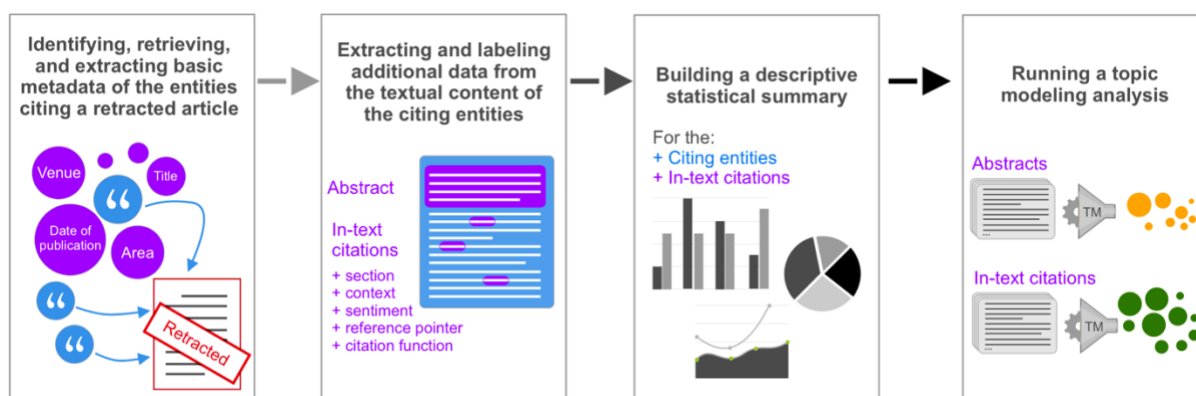 Identifying, retrieving,
and extracting basic
metadata of the entities
citing a retracted article
Venue
Title
Date of
publication
Area
Retracted
Extracting and labeling
additional data from
the textual content of
the citing entities
Abstract
In-text
citations
+ section
+ context
+ sentiment
+ reference pointer
+ citation function
Building a descriptive
statistical summary
For the:
+ Citing entities
+ In-text citations
Running a topic
modeling analysis
Abstracts
TM
In-text citations
TM